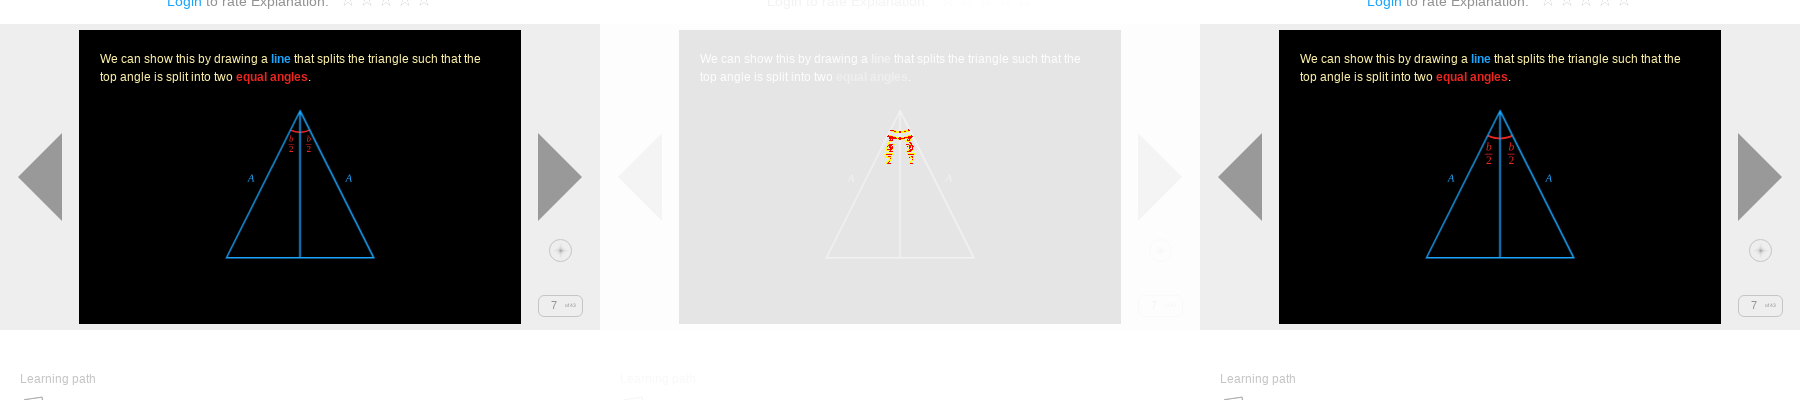 Login to rate Explanation.
Login to rate Explanation.
Login to rate Explanation.
We can show this by drawing a line that splits the triangle such that the
top angle is split into two equal angles.
b/2 b/2
A A
7
We can show this by drawing a line that splits the triangle such that the
top angle is split into two equal angles.
A A
7
We can show this by drawing a line that splits the triangle such that the
top angle is split into two equal angles.
b/2 b/2
A A
7
Learning path
Learning path
Learning path